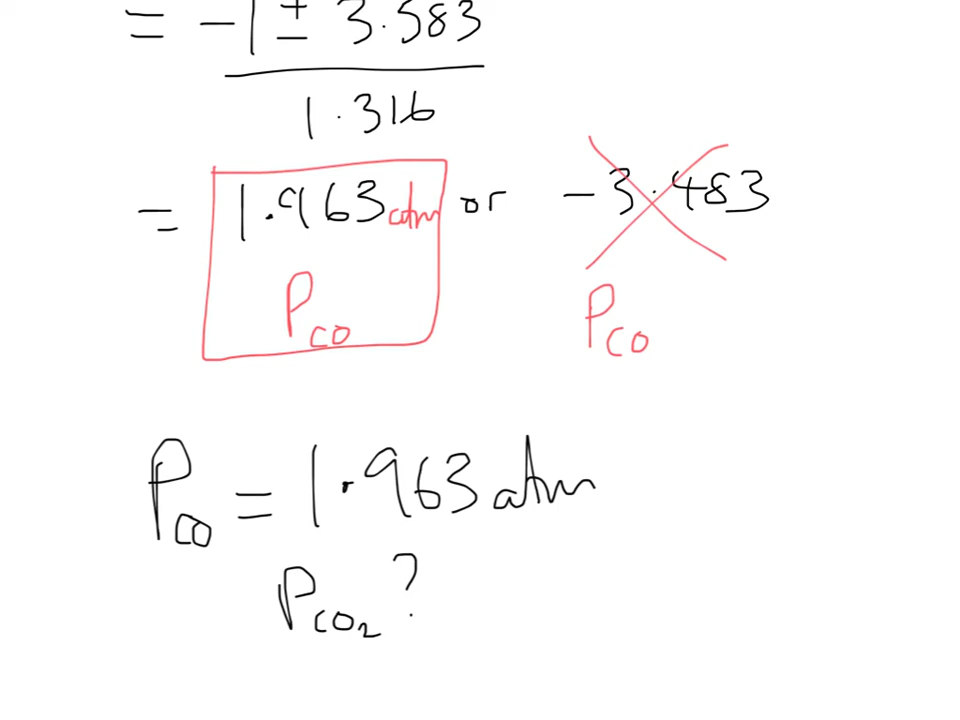 = -1 ± 3.583
1.316
= 1.963 atm or -3.483
P_CO P_CO
P_CO = 1.963 atm
P_CO2 ?